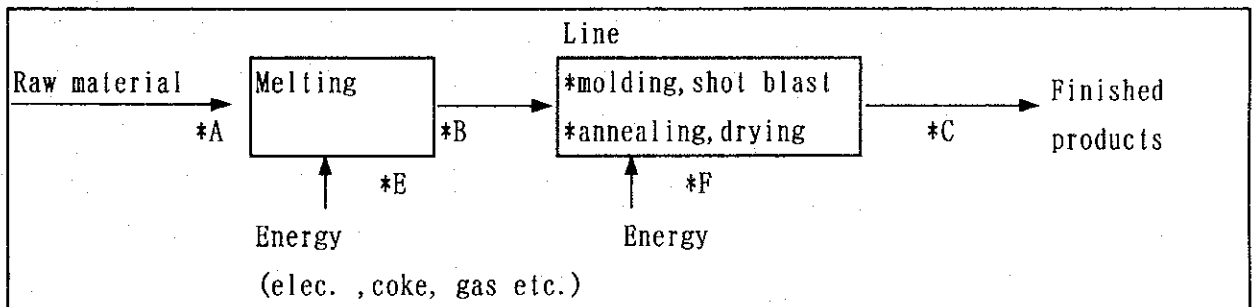 Line
Raw material
Melting
*molding,shot blast
Finished
*A
*B
*annealing,drying
*C
products
*E
*F
Energy
Energy
(elec. ,coke, gas etc.)